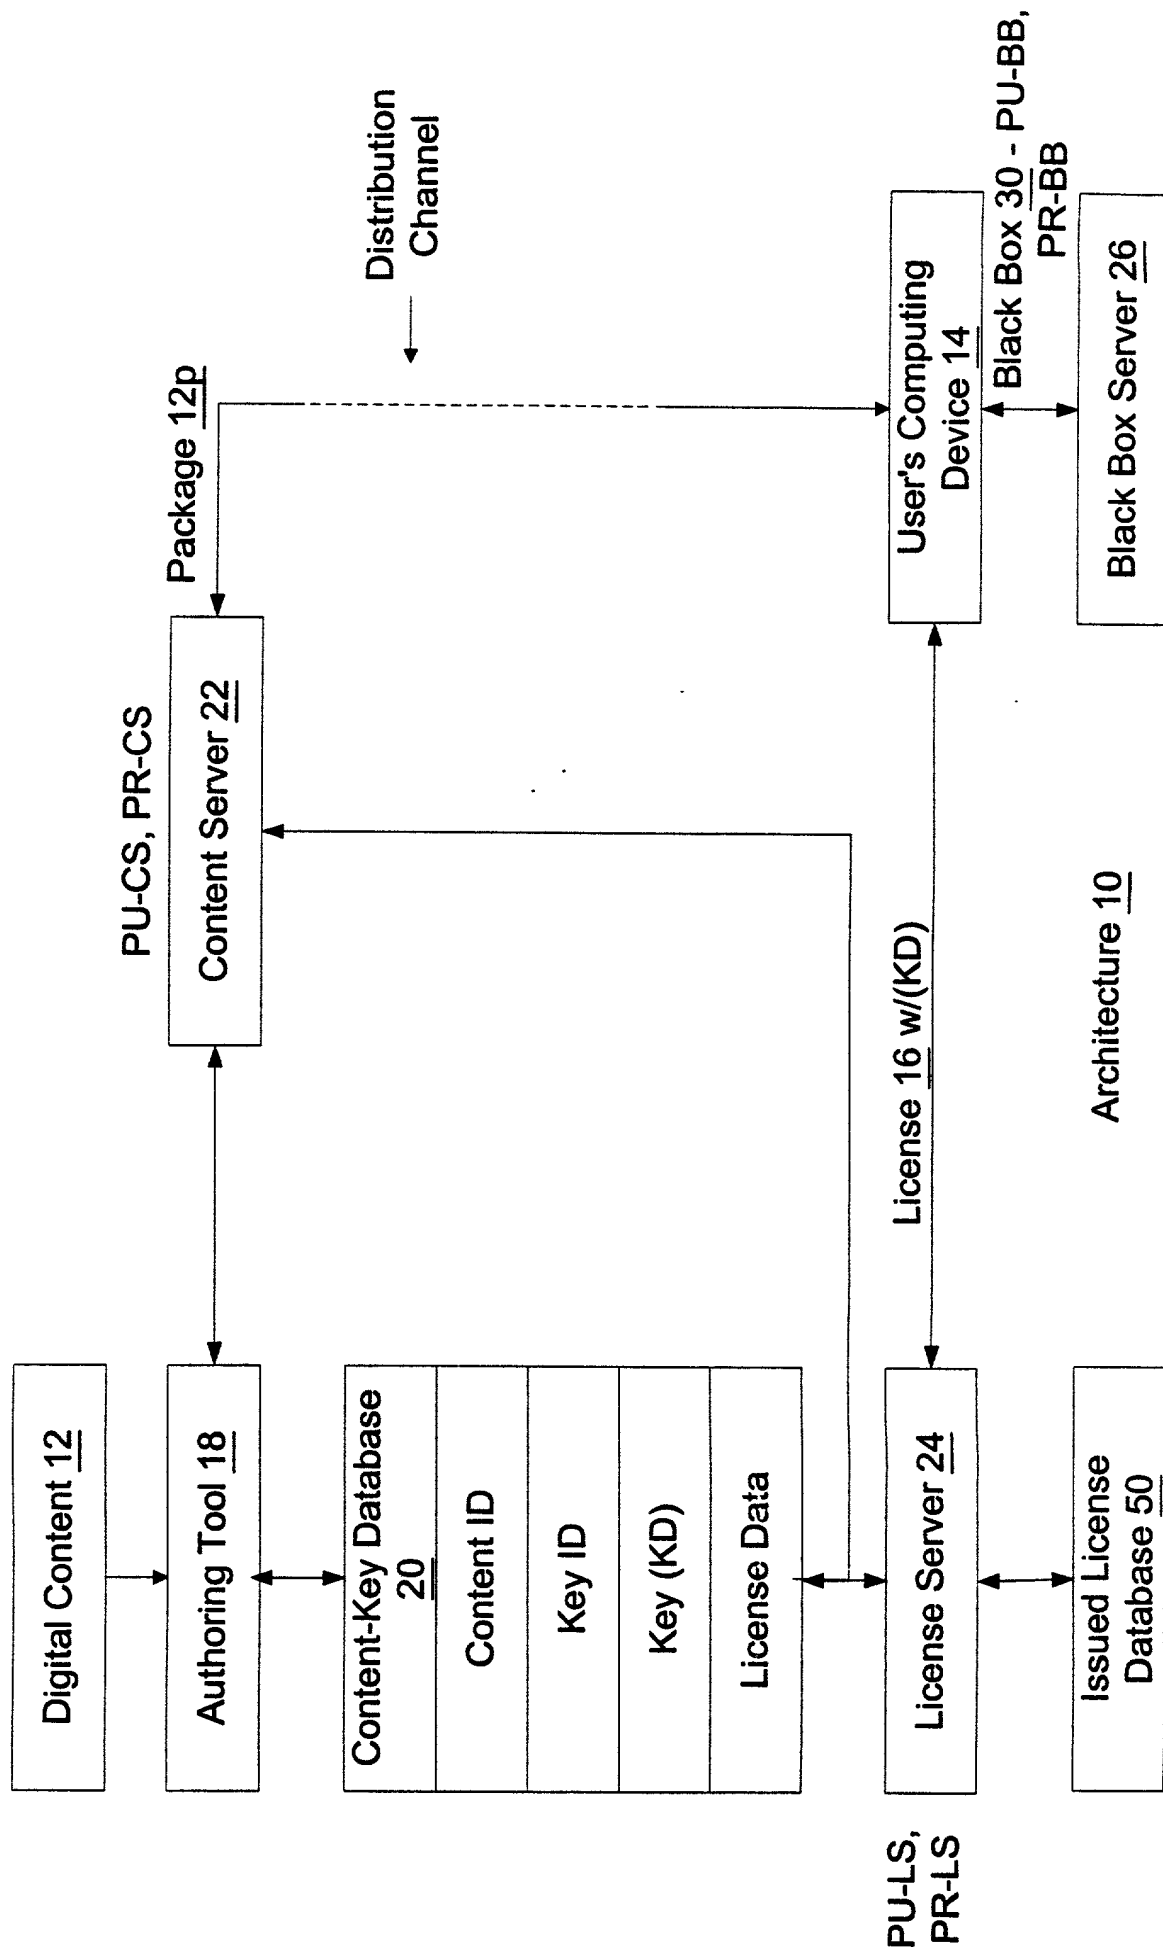 Digital Content 12
Authoring Tool 18
Content-Key Database
20
Content ID
Key ID
Key (KD)
License Data
PU-LS,
PR-LS
License Server 24
Issued License
Database 50
PU-CS, PR-CS
Content Server 22
Package 12p
Distribution
Channel
License 16 w/(KD)
User's Computing
Device 14
Black Box 30 - PU-BB,
PR-BB
Black Box Server 26
Architecture 10